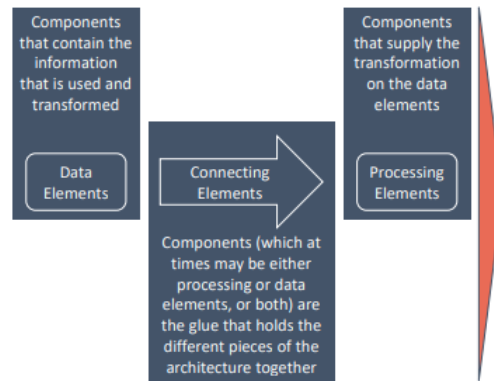 Components
that contain the
information
that is used and
transformed
Data
Elements
Connecting
Elements
Components (which at
times may be either
processing or data
elements, or both) are
the glue that holds the
different pieces of the
architecture together
Components
that supply the
transformation
on the data
elements
Processing
Elements